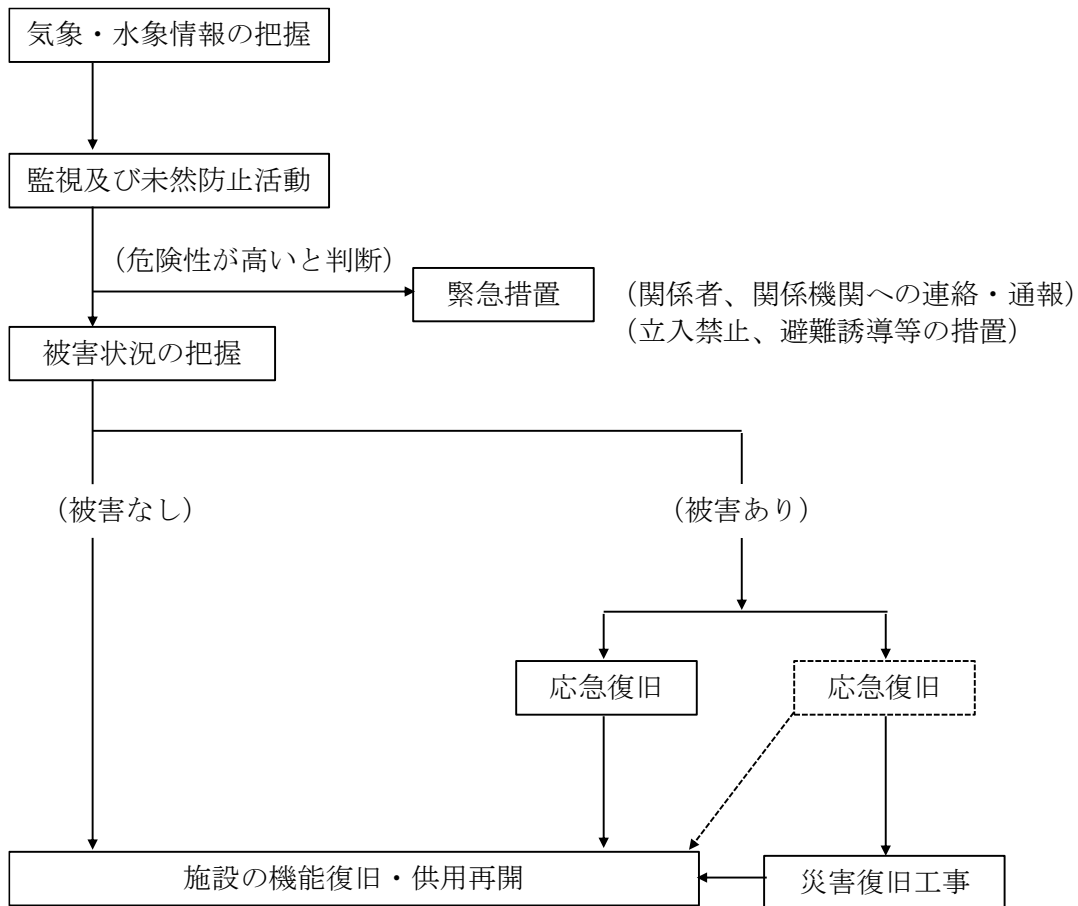 気象・水象情報の把握
監視及び未然防止活動
（危険性が高いと判断）
緊急措置
（関係者、関係機関への連絡・通報）
（立入禁止、避難誘導等の措置）
被害状況の把握
（被害なし）
（被害あり）
応急復旧
応急復旧
施設の機能復旧・供用再開
災害復旧工事